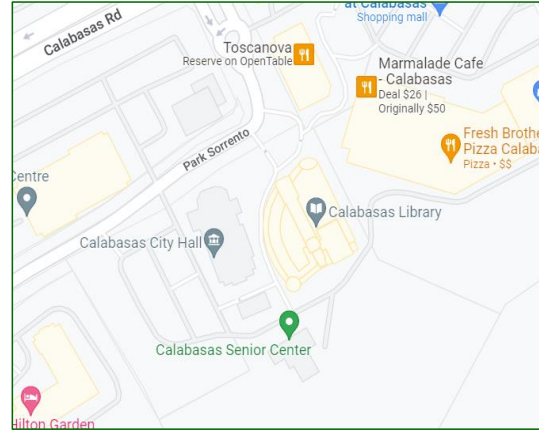 at Calabasas
Shopping mall
Calabasas Rd
Toscanova
Reserve on OpenTable
Marmalade Cafe
- Calabasas
Deal $26 |
Originally $50
Fresh Brothe
Pizza Calaba
Pizza • $$
Park Sorrento
Centre
Calabasas Library
Calabasas City Hall
Calabasas Senior Center
Hilton Garden